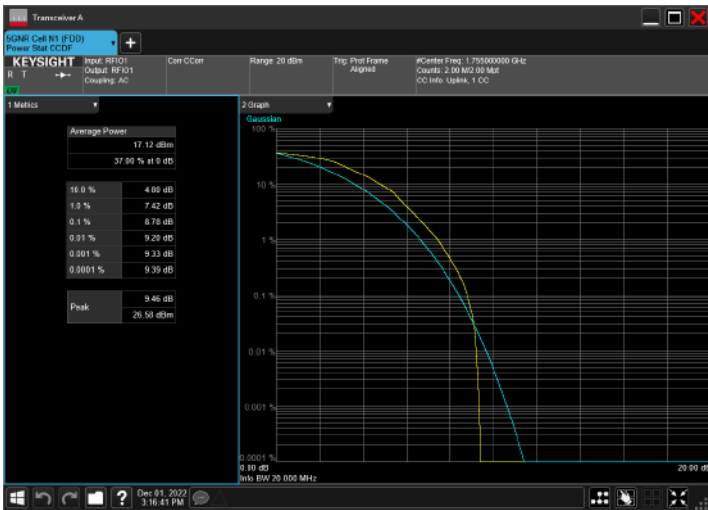 Transceiver A
5GNR Cell N1 (FDD)
Power Stat CCDF
KEYSIGHT
R T
Input: RFIO1
Output: RFIO1
Coupling: AC
Corr CCorr
Range: 20 dBm
Trig: Prot Frame
Aligned
#Center Freq: 1.755000000 GHz
Counts: 2.00 M/2.00 Mpt
CC Info: Uplink, 1 CC
1 Metrics
Average Power
17.12 dBm
37.00 % at 0 dB
10.0 % 4.80 dB
1.0 % 7.42 dB
0.1 % 8.78 dB
0.01 % 9.20 dB
0.001 % 9.33 dB
0.0001 % 9.39 dB
Peak 9.46 dB
26.58 dBm
2 Graph
Gaussian
100 %
10 %
1 %
0.1 %
0.01 %
0.001 %
0.0001 %
0.00 dB 20.00 dB
Info BW 20.000 MHz
Dec 01, 2022
3:16:41 PM